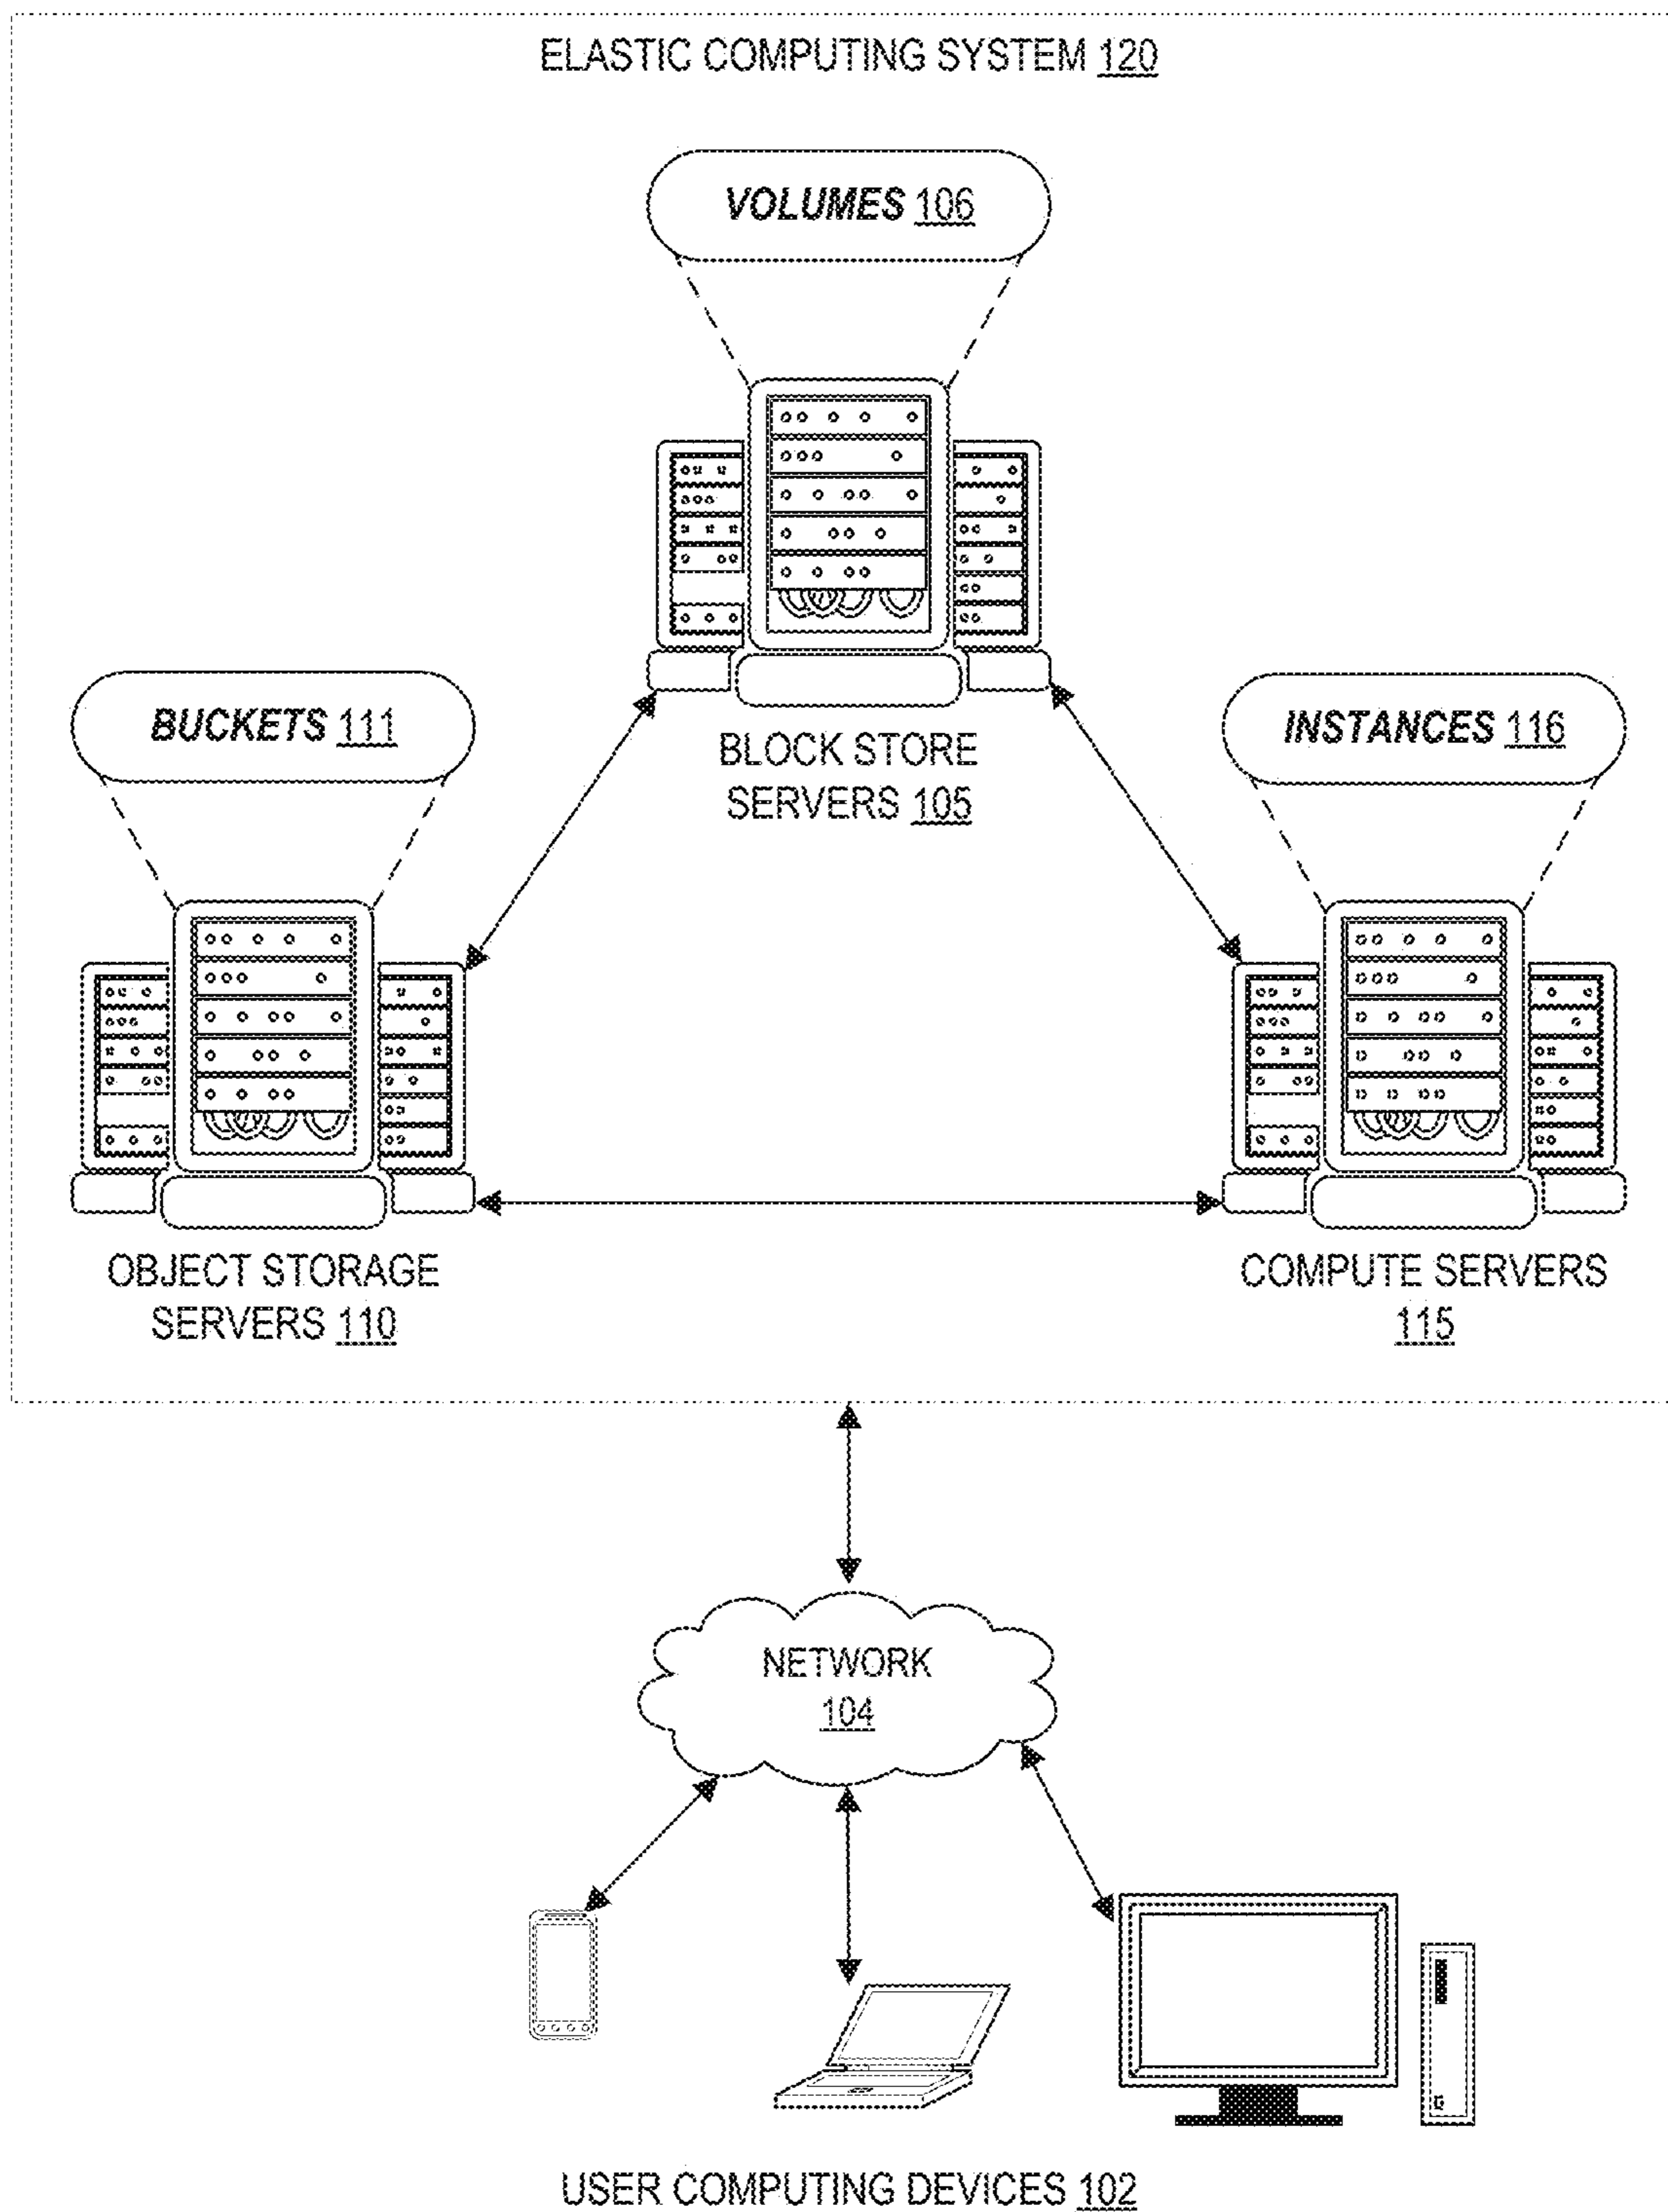 ELASTIC COMPUTING SYSTEM 120
VOLUMES 106
BUCKETS 111
BLOCK STORE
SERVERS 105
INSTANCES 116
OBJECT STORAGE
SERVERS 110
COMPUTE SERVERS
115
NETWORK
104
USER COMPUTING DEVICES 102